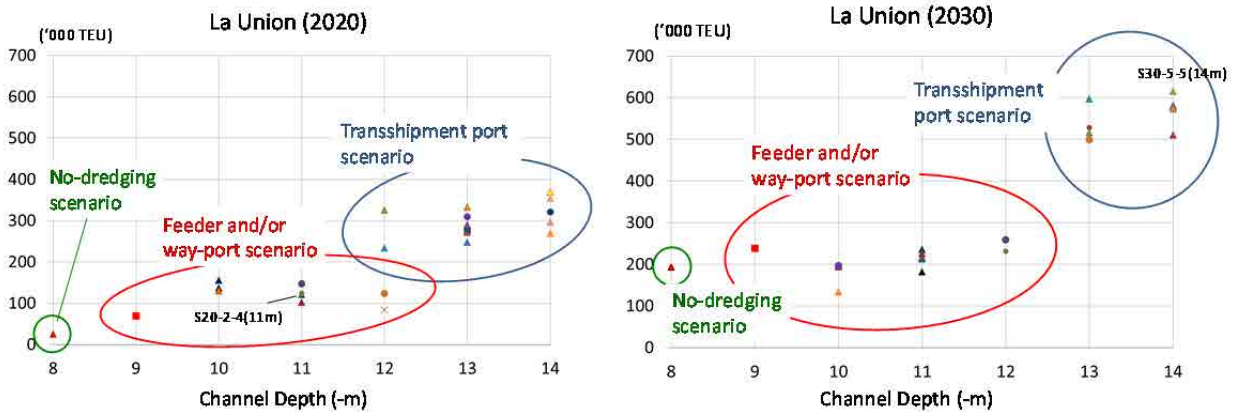 La Union (2020)
('000 TEU)
700
600
500
400
300
200
100
0
8
9
10
11
12
13
14
Channel Depth (-m)
No-dredging
scenario
Feeder and/or
way-port scenario
Transshipment port
scenario
S20-2-4(11m)
La Union (2030)
('000 TEU)
700
600
500
400
300
200
100
0
8
9
10
11
12
13
14
Channel Depth (-m)
No-dredging
scenario
Feeder and/or
way-port scenario
Transshipment
port scenario
S30-5-5(14m)